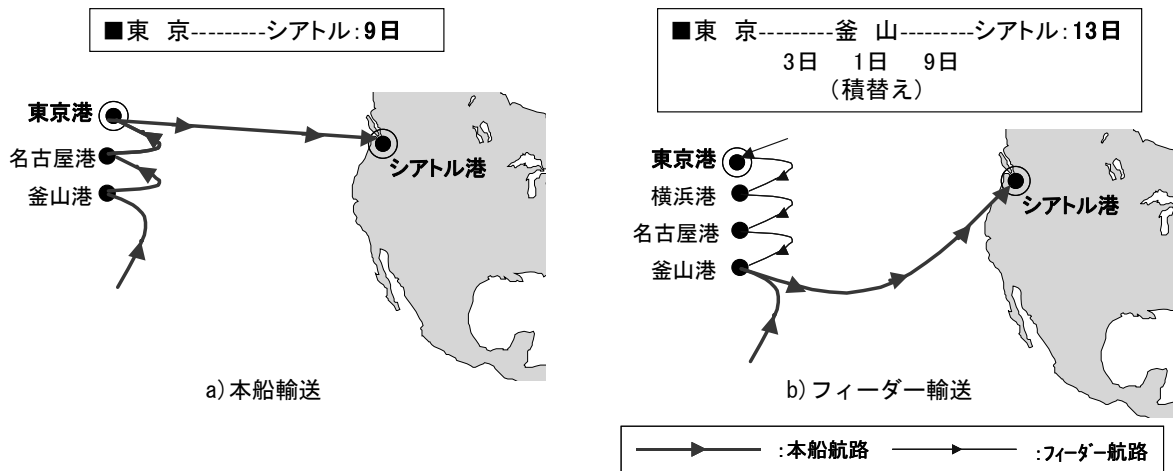 ■東 京---------シアトル:9日
東京港
名古屋港
釜山港
シアトル港
a)本船輸送
■東 京---------釜 山---------シアトル:13日
3日 1日 9日
(積替え)
東京港
横浜港
名古屋港
釜山港
シアトル港
b)フィーダー輸送
:本船航路 :フィーダー航路